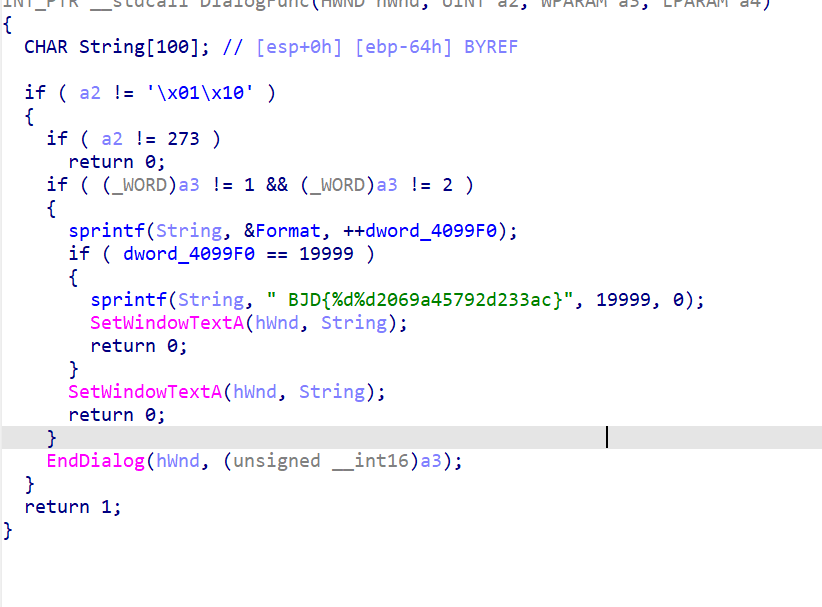 INT_PTR __stdcall DialogFunc(HWND hWnd, UINT a2, WPARAM a3, LPARAM a4)
{
  CHAR String[100]; // [esp+0h] [ebp-64h] BYREF

  if ( a2 != '\x01\x10' )
  {
    if ( a2 != 273 )
      return 0;
    if ( (_WORD)a3 != 1 && (_WORD)a3 != 2 )
    {
      sprintf(String, &Format, ++dword_4099F0);
      if ( dword_4099F0 == 19999 )
      {
        sprintf(String, " BJD{%d%d2069a45792d233ac}", 19999, 0);
        SetWindowTextA(hWnd, String);
        return 0;
      }
      SetWindowTextA(hWnd, String);
      return 0;
    }
    EndDialog(hWnd, (unsigned __int16)a3);
  }
  return 1;
}